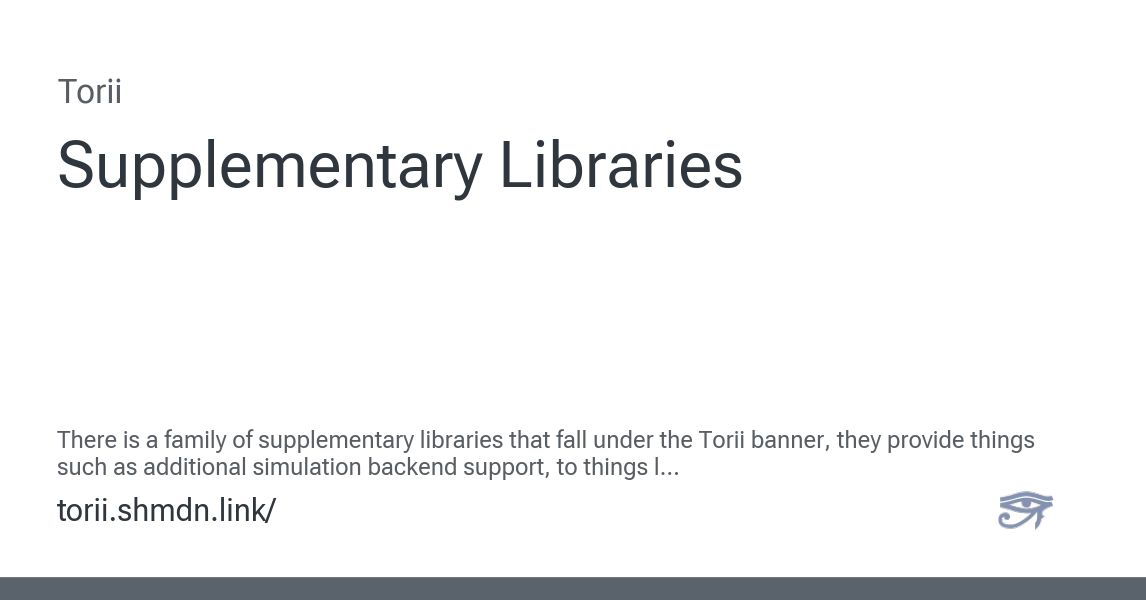 Torii
Supplementary Libraries
There is a family of supplementary libraries that fall under the Torii banner, they provide things
such as additional simulation backend support, to things l...
torii.shmdn.link/